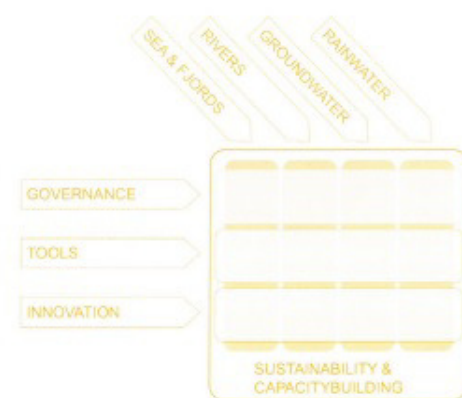 SEA & FJORDS
RIVERS
GROUNDWATER
RAINWATER
GOVERNANCE
TOOLS
INNOVATION
SUSTAINABILITY &
CAPACITYBUILDING